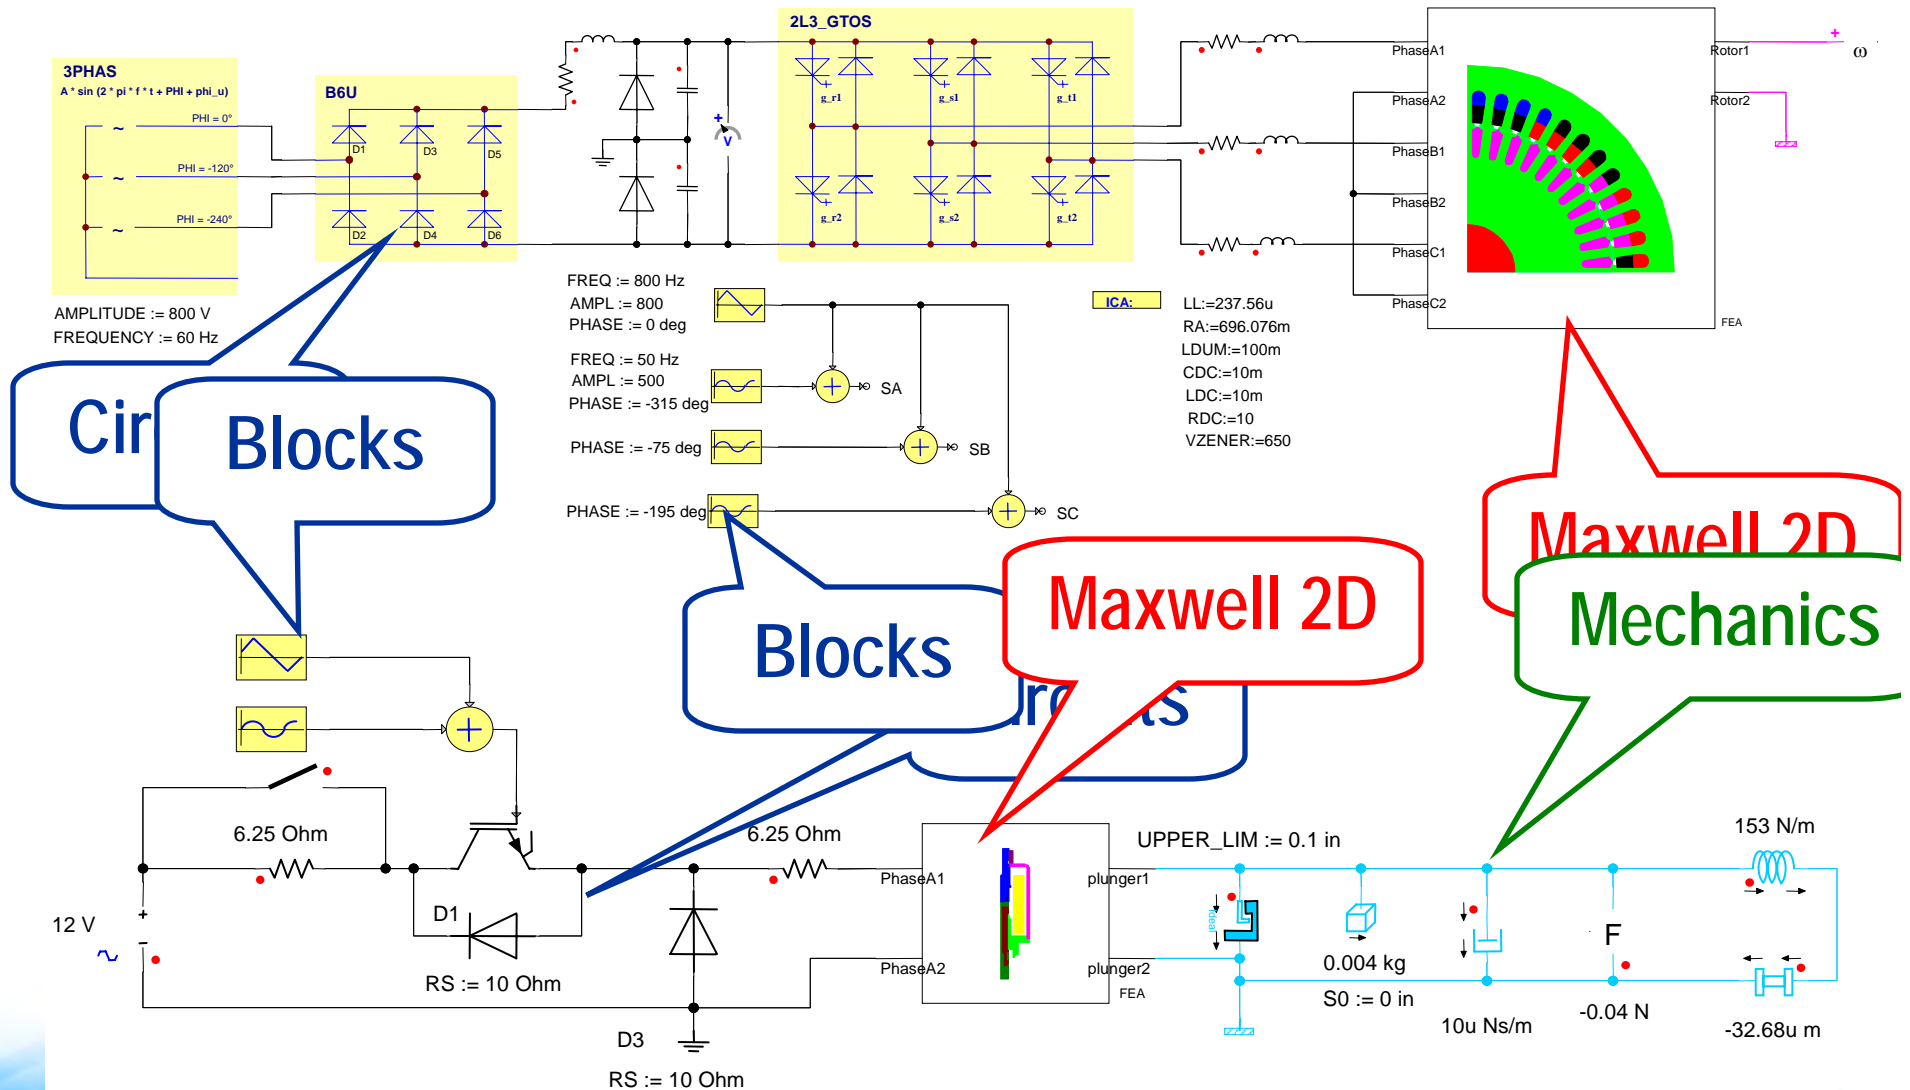 3PHAS
A * sin (2 * pi * f * t + PHI + phi_u)
PHI = 0°
~
PHI = -120°
~
PHI = -240°
~
AMPLITUDE := 800 V
FREQUENCY := 60 Hz
B6U
D1
D3
D5
D2
D4
D6
+
V
2L3_GTOS
g_r1
g_s1
g_t1
g_r2
g_s2
g_t2
PhaseA1
PhaseA2
PhaseB1
PhaseB2
PhaseC1
PhaseC2
Rotor1
Rotor2
FEA
+
ω
FREQ := 800 Hz
AMPL := 800
PHASE := 0 deg
FREQ := 50 Hz
AMPL := 500
PHASE := -315 deg
SA
PHASE := -75 deg
SB
PHASE := -195 deg
SC
ICA:
LL:=237.56u
RA:=696.076m
LDUM:=100m
CDC:=10m
LDC:=10m
RDC:=10
VZENER:=650
Cir
Blocks
Maxwell 2D
Mechanics
Maxwell 2D
Blocks
6.25 Ohm
12 V
+
-
D1
RS := 10 Ohm
6.25 Ohm
D3
RS := 10 Ohm
PhaseA1
PhaseA2
plunger1
plunger2
FEA
UPPER_LIM := 0.1 in
ideal
0.004 kg
S0 := 0 in
10u Ns/m
F
-0.04 N
153 N/m
-32.68u m